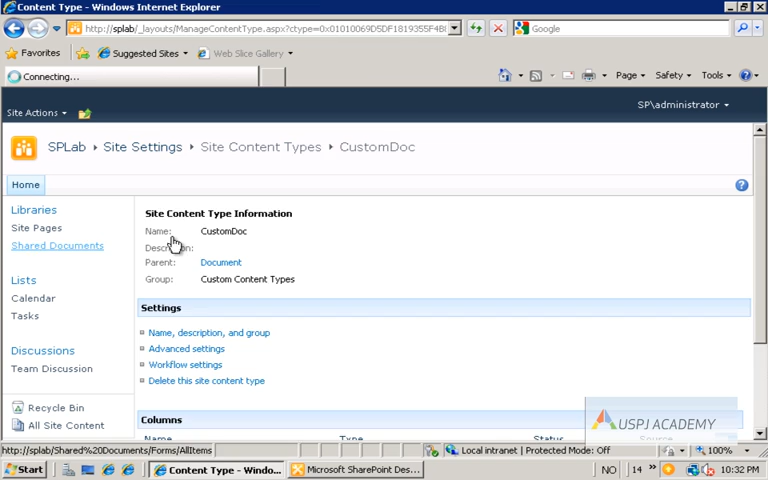 Content Type - Windows Internet Explorer
http://splab/_layouts/ManageContentType.aspx?ctype=0x01010069D5DF1819355F4B8
Google
Favorites
Suggested Sites
Web Slice Gallery
Connecting...
Page
Safety
Tools
Site Actions
SP\administrator
SPLab
Site Settings
Site Content Types
CustomDoc
Home
Libraries
Site Pages
Shared Documents
Lists
Calendar
Tasks
Discussions
Team Discussion
Recycle Bin
All Site Content
Site Content Type Information
Name: CustomDoc
Description:
Parent: Document
Group: Custom Content Types
Settings
Name, description, and group
Advanced settings
Workflow settings
Delete this site content type
Columns
Name Type Status Source
USPJ ACADEMY
http://splab/Shared%20Documents/Forms/AllItems
Local intranet | Protected Mode: Off
100%
Start
Content Type - Windo...
Microsoft SharePoint Des...
NO
14
10:32 PM